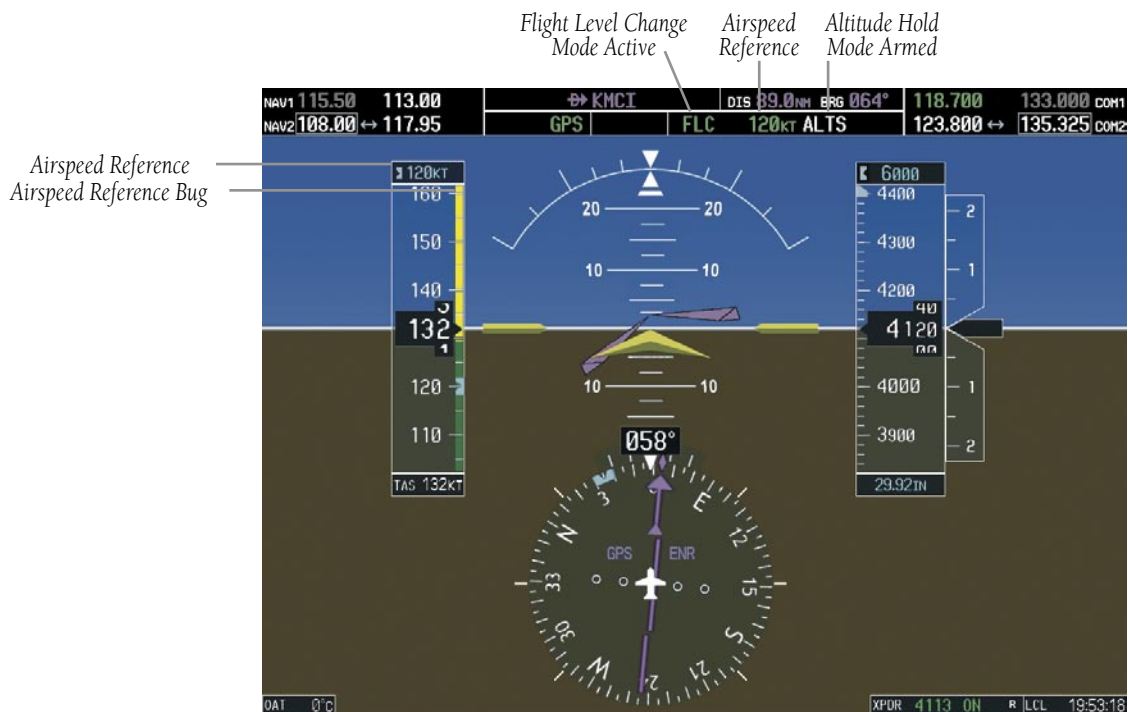 Flight Level Change
Mode Active
Airspeed
Reference
Altitude Hold
Mode Armed
NAV1 115.50 113.00
KMCI
DIS 89.0NM BRG 064°
118.700 133.000 COM1
NAV2 108.00 ↔ 117.95
GPS FLC 120KT ALTS
123.800 ↔ 135.325 COM2
Airspeed Reference
Airspeed Reference Bug
120KT
160
150
140
132
120
110
TAS 132KT
20 20
10 10
10 10
6000
4400
4300
4200
40
4120
00
4000
3900
29.92IN
2
1
1
2
058°
N 3 6 E 12 15 S 21 24 W 30 33
GPS ENR
OAT 0°C
XPDR 4113 ON R LCL 19:53:18